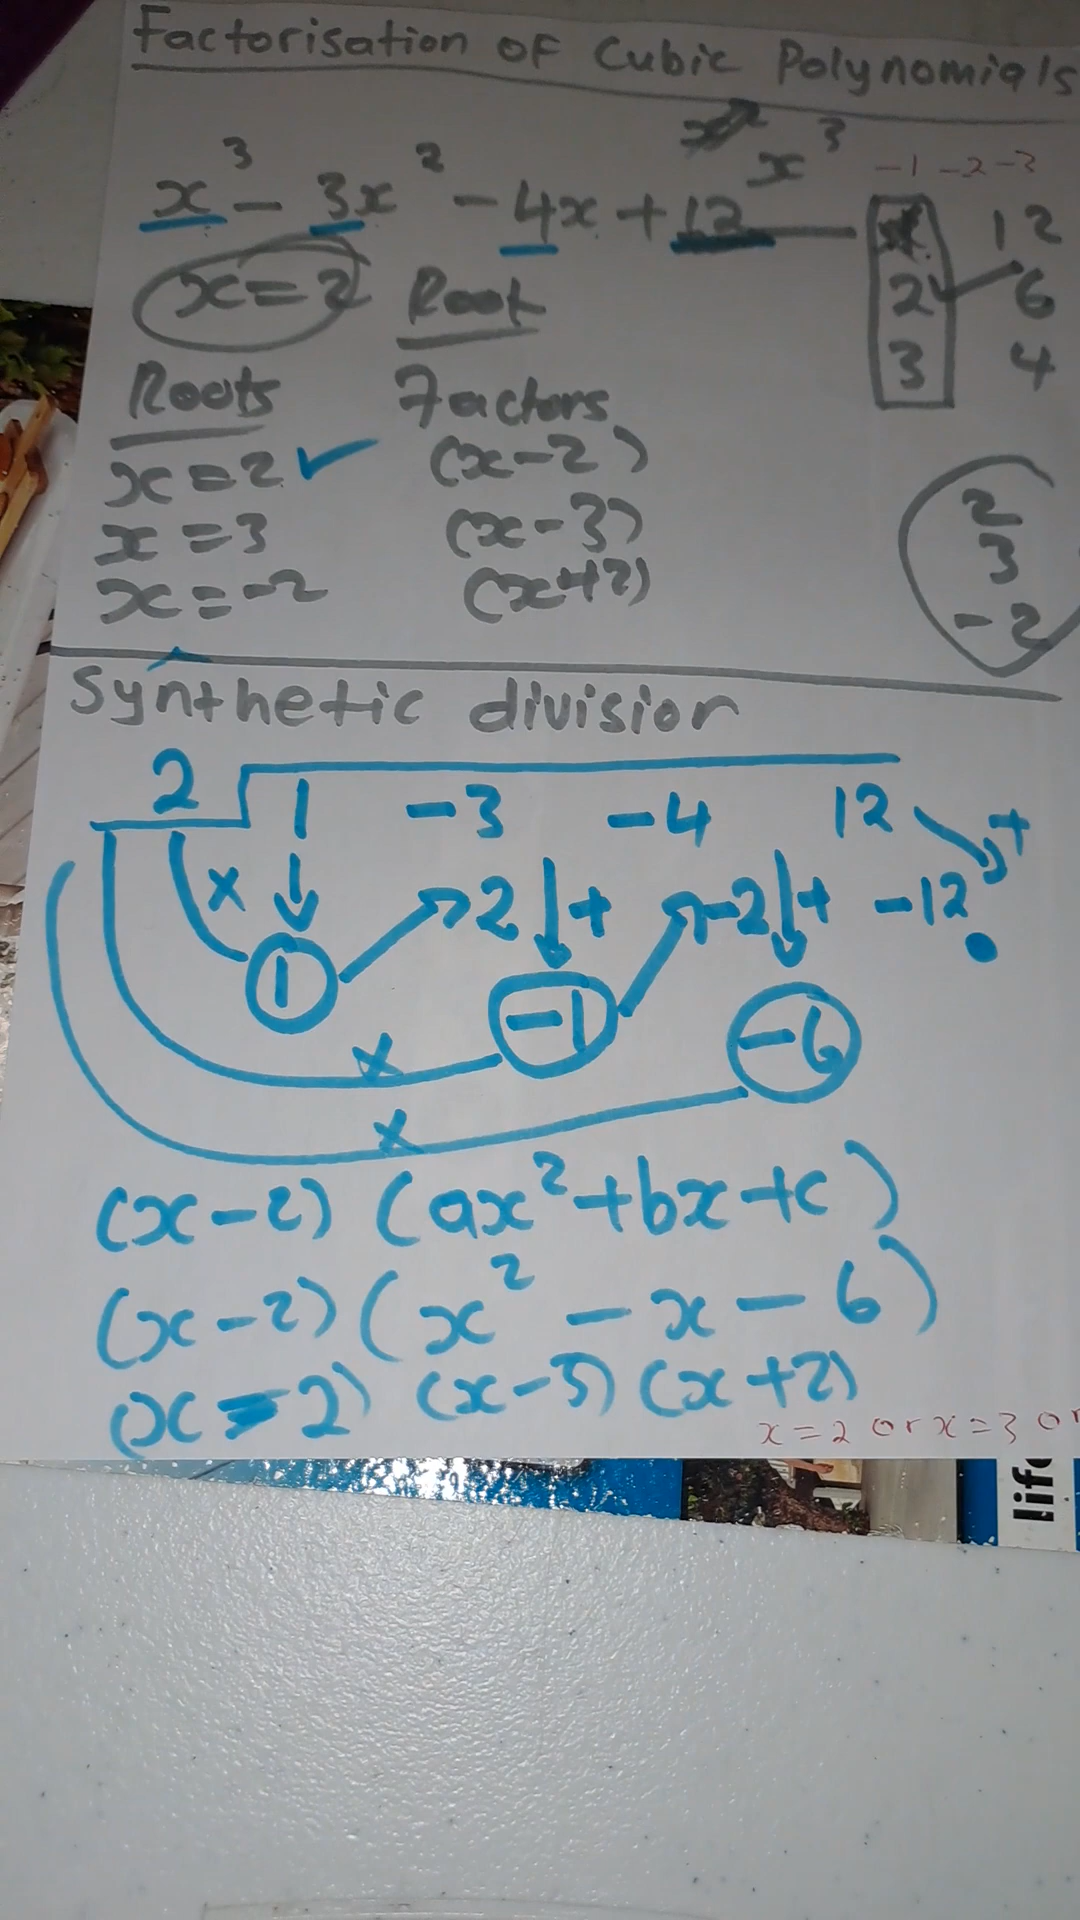 Factorisation of Cubic Polynomials
x³ - 3x² - 4x + 12
x³
-1 -2 -3
12
2 6
3 4
x=2 Root
Roots Factors
x=2 ✓ (x-2)
x=3 (x-3)
x=-2 (x+2)
2
3
-2
Synthetic division
2 1 -3 -4 12 +
x 2 + -2 + -12
1 -1 -6
x
x
(x-2) (ax²+bx+c)
(x-2)(x² - x - 6)
(x-2) (x-3) (x+2)
x=2 or x=3 or
life